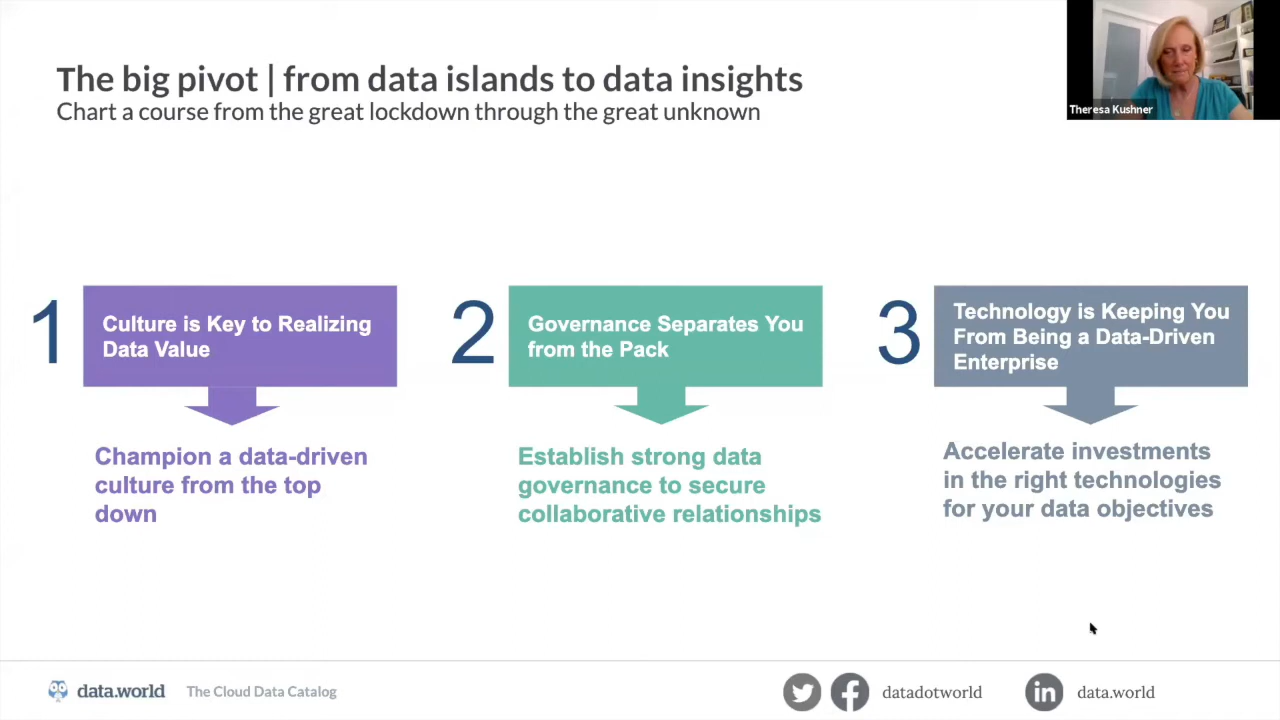 The big pivot | from data islands to data insights
Chart a course from the great lockdown through the great unknown
Theresa Kushner
1
Culture is Key to Realizing
Data Value
Champion a data-driven
culture from the top
down
2
Governance Separates You
from the Pack
Establish strong data
governance to secure
collaborative relationships
3
Technology is Keeping You
From Being a Data-Driven
Enterprise
Accelerate investments
in the right technologies
for your data objectives
data.world
The Cloud Data Catalog
datadotworld
in
data.world